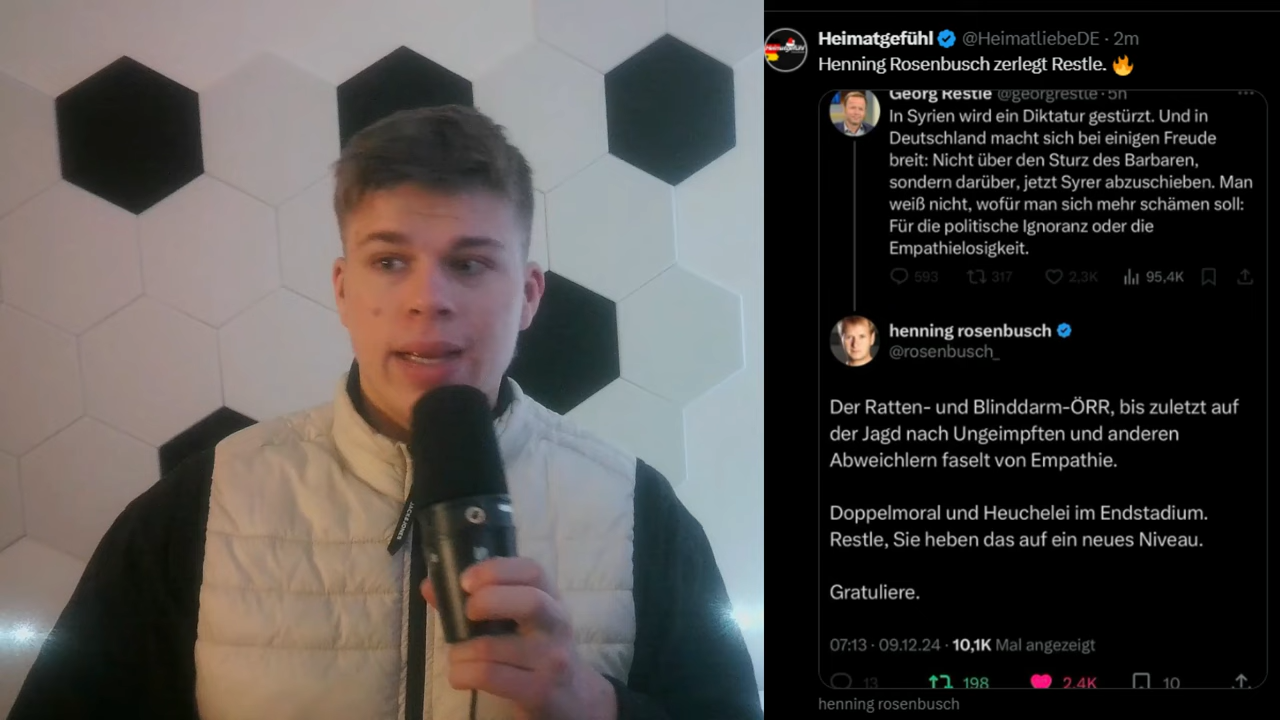 Heimatgefühl @HeimatliebeDE · 2m
Henning Rosenbusch zerlegt Restle. 🔥
Georg Restle @georgrestle · 5h
In Syrien wird ein Diktatur gestürzt. Und in
Deutschland macht sich bei einigen Freude
breit: Nicht über den Sturz des Barbaren,
sondern darüber, jetzt Syrer abzuschieben. Man
weiß nicht, wofür man sich mehr schämen soll:
Für die politische Ignoranz oder die
Empathielosigkeit.
593 317 2,3K 95,4K
henning rosenbusch
@rosenbusch_
Der Ratten- und Blinddarm-ÖRR, bis zuletzt auf
der Jagd nach Ungeimpften und anderen
Abweichlern faselt von Empathie.
Doppelmoral und Heuchelei im Endstadium.
Restle, Sie heben das auf ein neues Niveau.
Gratuliere.
07:13 · 09.12.24 · 10,1K Mal angezeigt
13 198 2.4K 10
henning rosenbusch